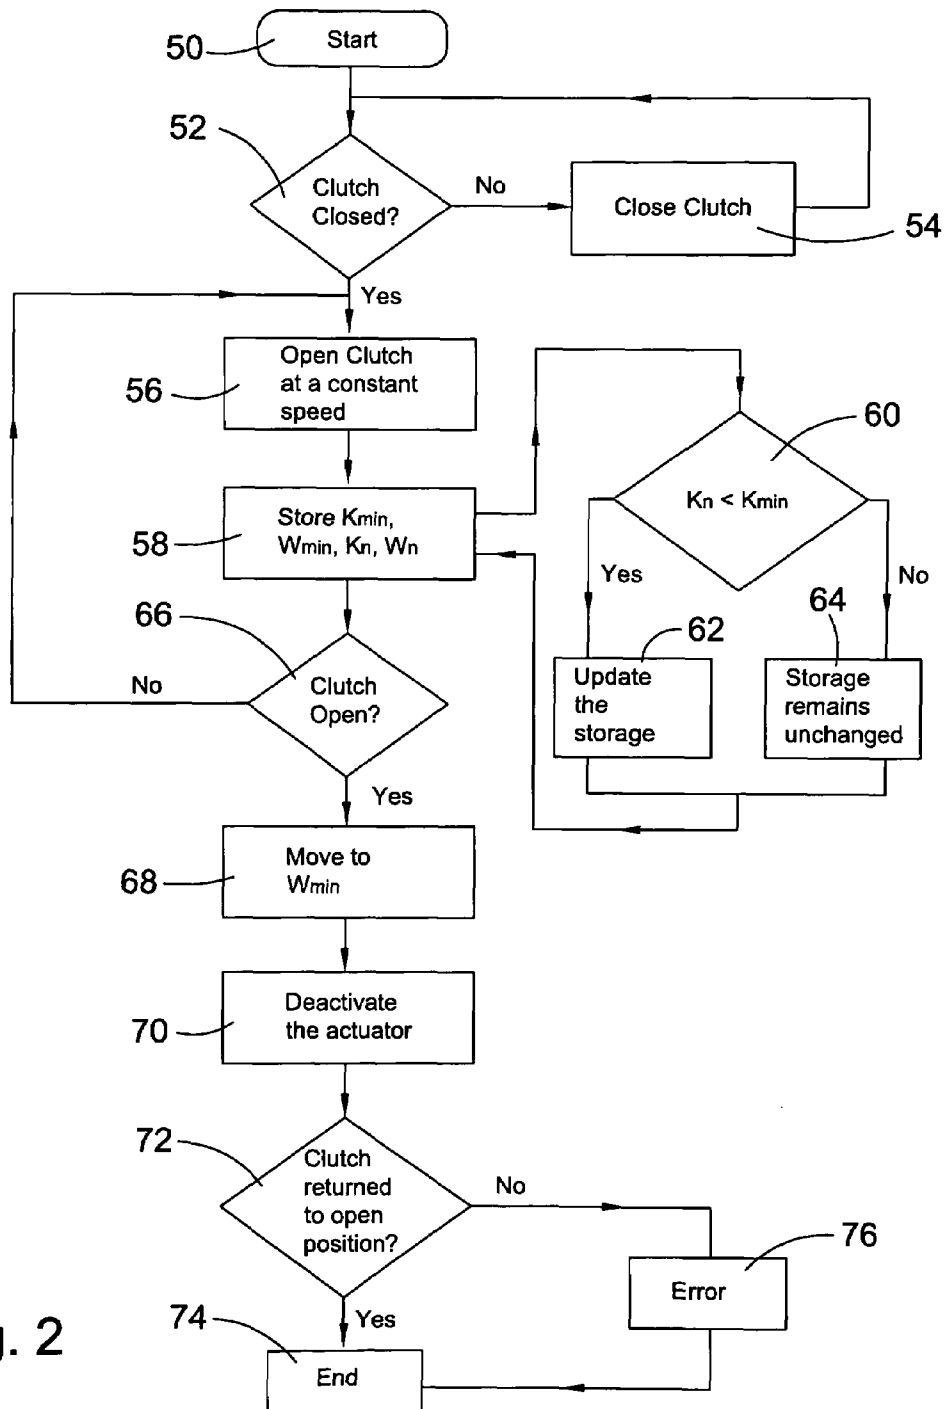 50
Start
52
Clutch
Closed?
No
Close Clutch
54
Yes
Open Clutch
at a constant
speed
56
60
Kn < Kmin
Store Kmin,
Wmin, Kn, Wn
58
Yes
No
66
62
64
Clutch
Open?
No
Update
the
storage
Storage
remains
unchanged
Yes
Move to
Wmin
68
Deactivate
the actuator
70
72
Clutch
returned
to open
position?
No
76
Error
Yes
74
End
. 2